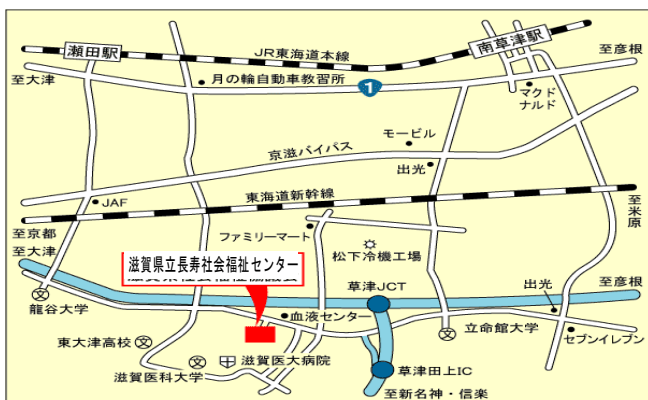 瀬田駅
JR東海道本線
南草津駅
至彦根
至大津
月の輪自動車教習所
1
マクド
ナルド
モービル
京滋バイパス
出光
JAF
東海道新幹線
至京都
至米原
ファミリーマート
至大津
松下冷機工場
滋賀県立長寿社会福祉センター
草津JCT
至彦根
出光
文
龍谷大学
血液センター
文
立命館大学
セブンイレブン
東大津高校
文
滋賀医科大学
文
滋賀医大病院
草津田上IC
至新名神・信楽